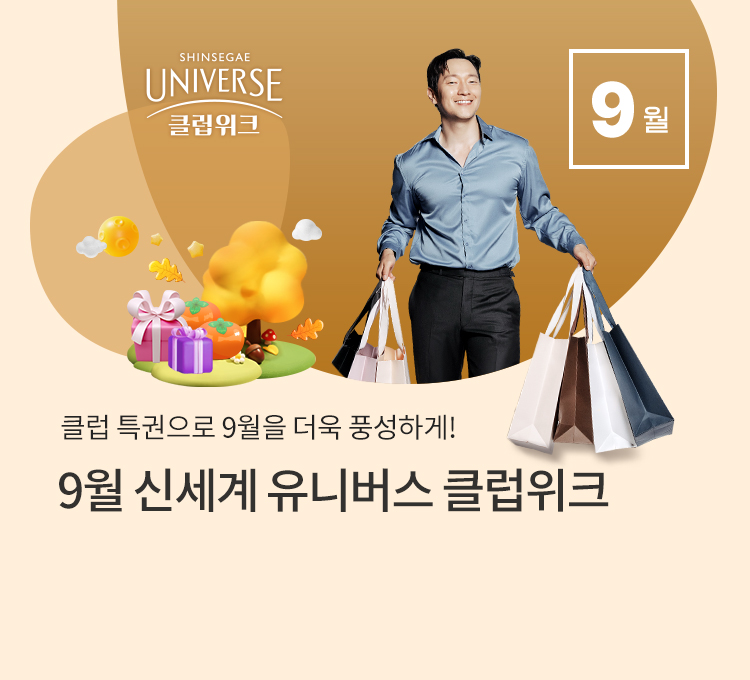 SHINSEGAE
UNIVERSE
클럽위크
9월
클럽 특권으로 9월을 더욱 풍성하게!
9월 신세계 유니버스 클럽위크